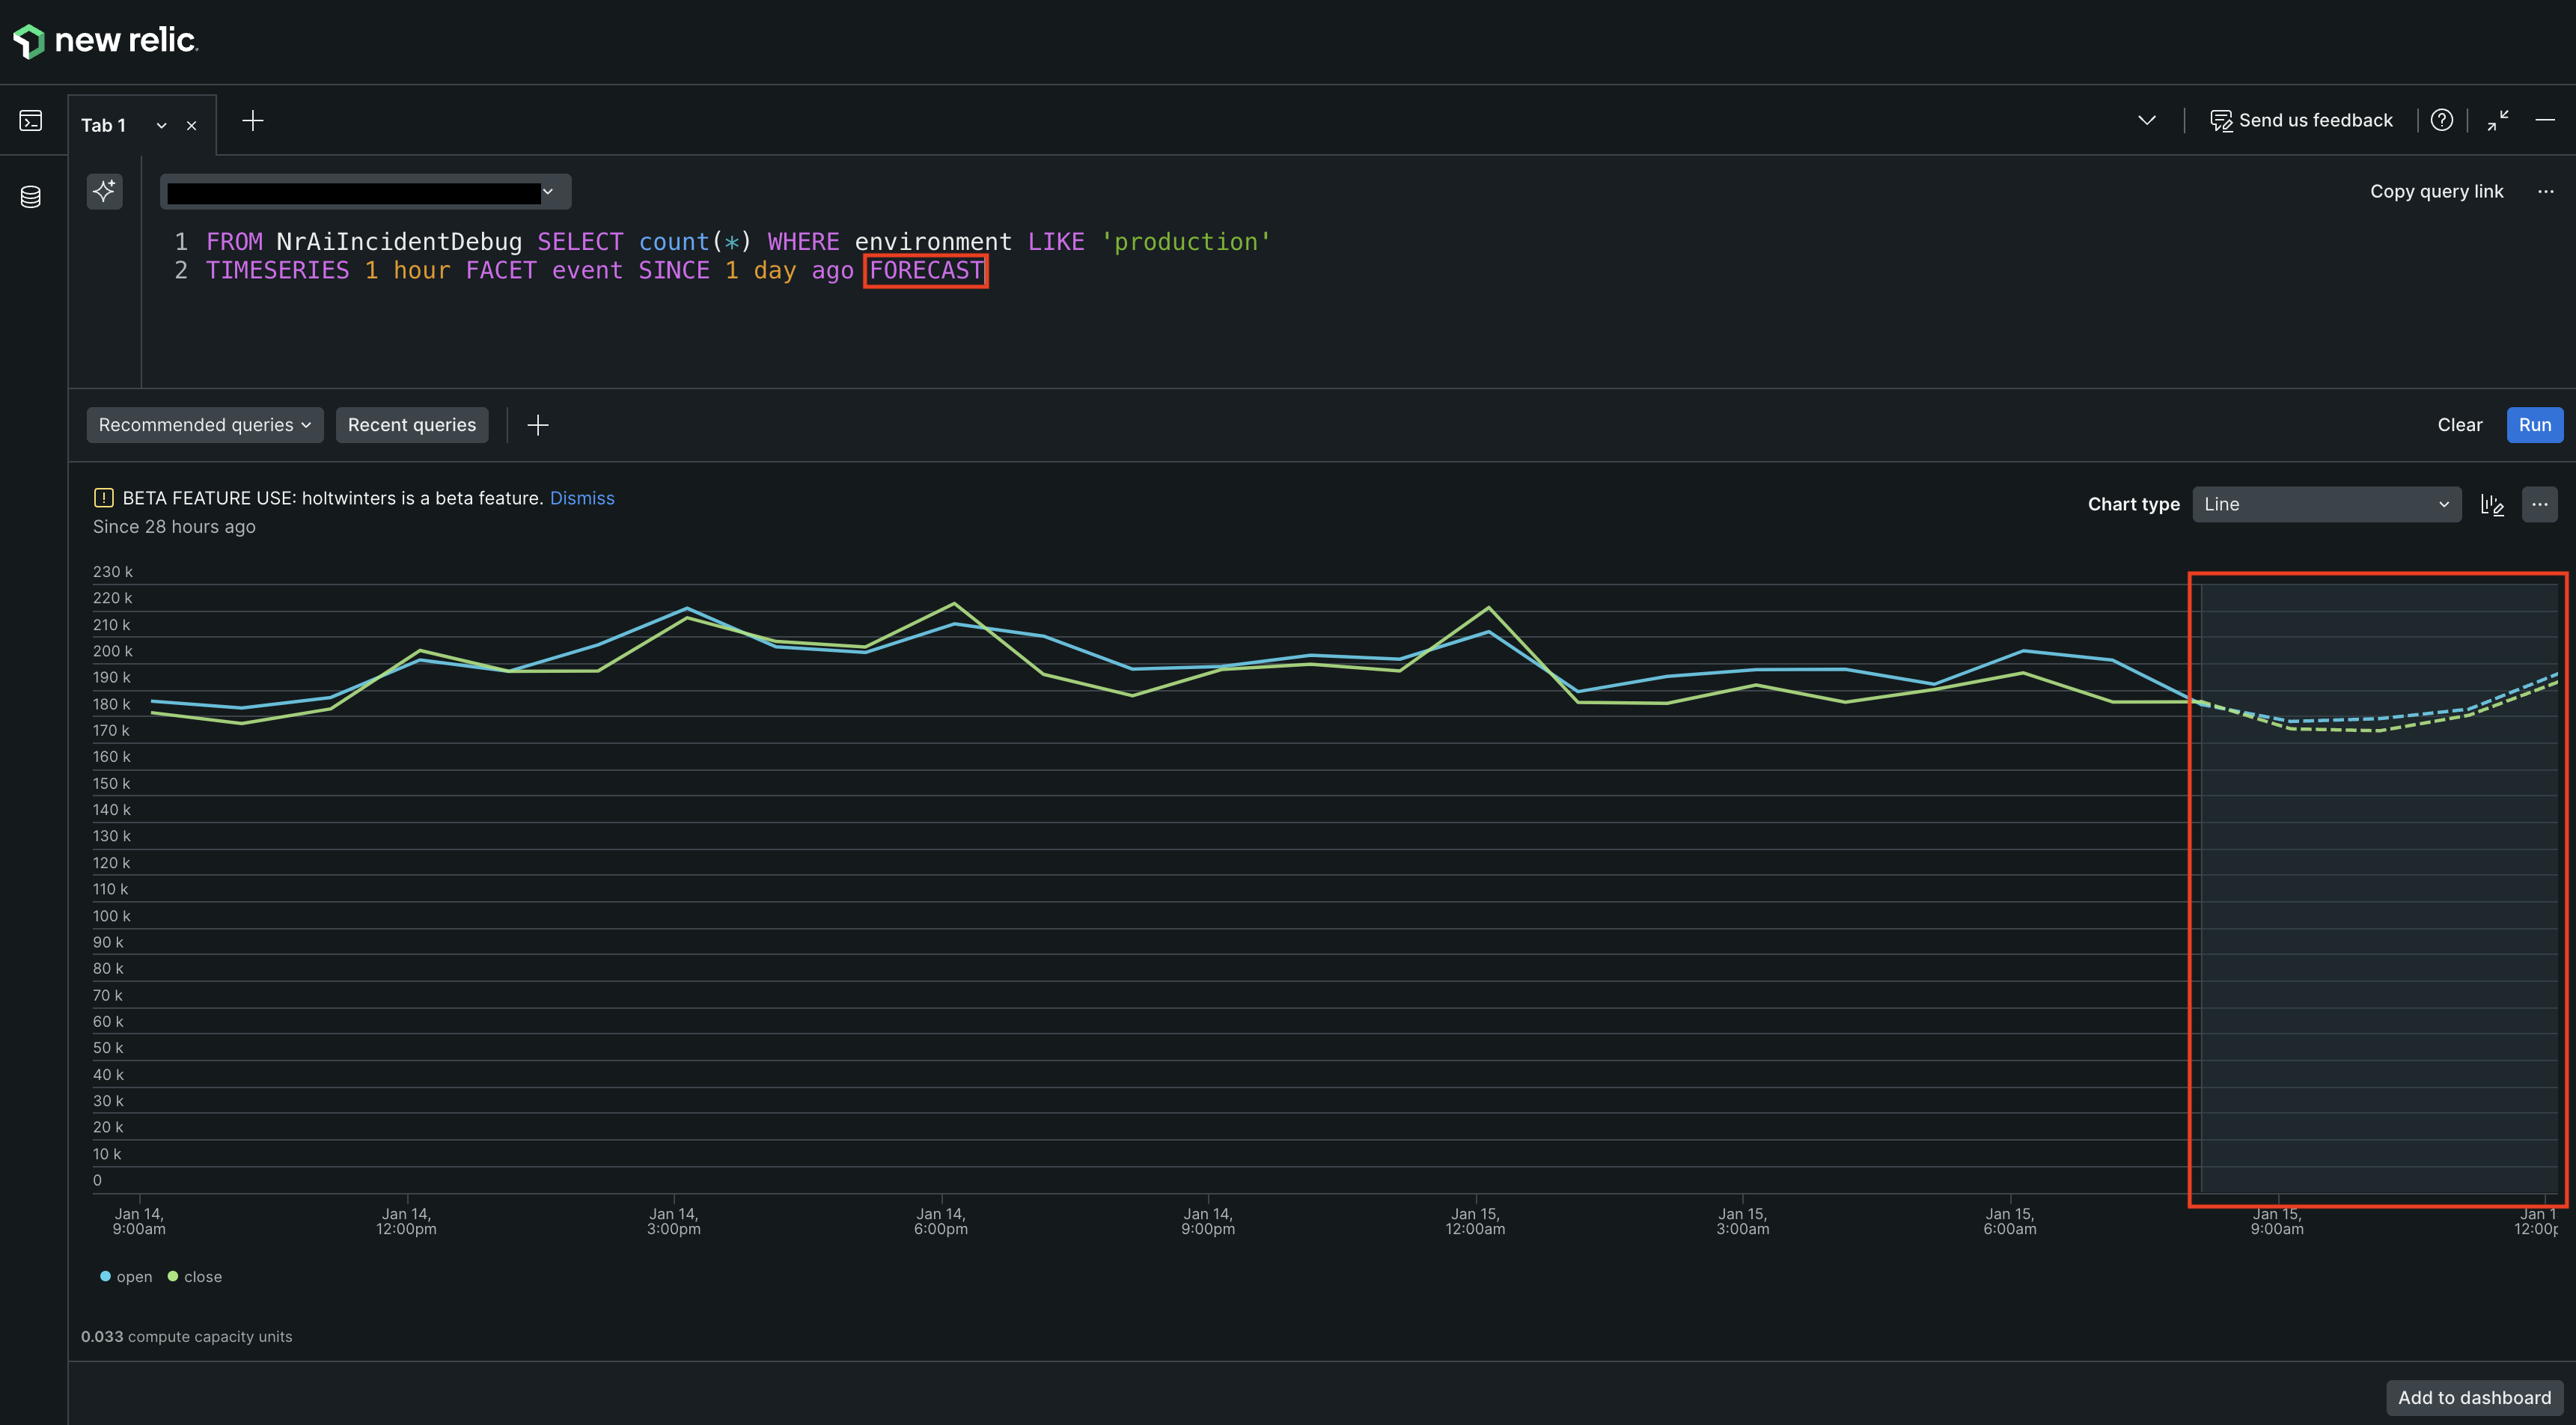 new relic.
Tab 1
Send us feedback
Copy query link
1 FROM NrAiIncidentDebug SELECT count(*) WHERE environment LIKE 'production'
2 TIMESERIES 1 hour FACET event SINCE 1 day ago FORECAST
Recommended queries
Recent queries
Clear
Run
BETA FEATURE USE: holtwinters is a beta feature. Dismiss
Since 28 hours ago
Chart type
Line
230 k
220 k
210 k
200 k
190 k
180 k
170 k
160 k
150 k
140 k
130 k
120 k
110 k
100 k
90 k
80 k
70 k
60 k
50 k
40 k
30 k
20 k
10 k
0
Jan 14,
9:00am
Jan 14,
12:00pm
Jan 14,
3:00pm
Jan 14,
6:00pm
Jan 14,
9:00pm
Jan 15,
12:00am
Jan 15,
3:00am
Jan 15,
6:00am
Jan 15,
9:00am
Jan 1
12:00p
open
close
0.033 compute capacity units
Add to dashboard